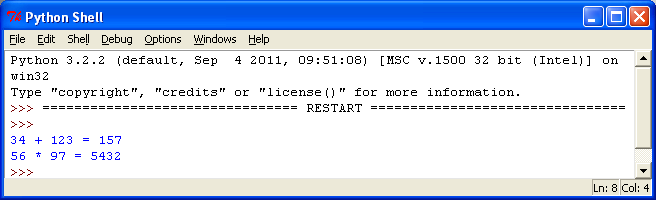 Python Shell
File Edit Shell Debug Options Windows Help
Python 3.2.2 (default, Sep  4 2011, 09:51:08) [MSC v.1500 32 bit (Intel)] on
win32
Type "copyright", "credits" or "license()" for more information.
>>> ================================ RESTART ================================
>>>
34 + 123 = 157
56 * 97 = 5432
>>>
Ln: 8 Col: 4